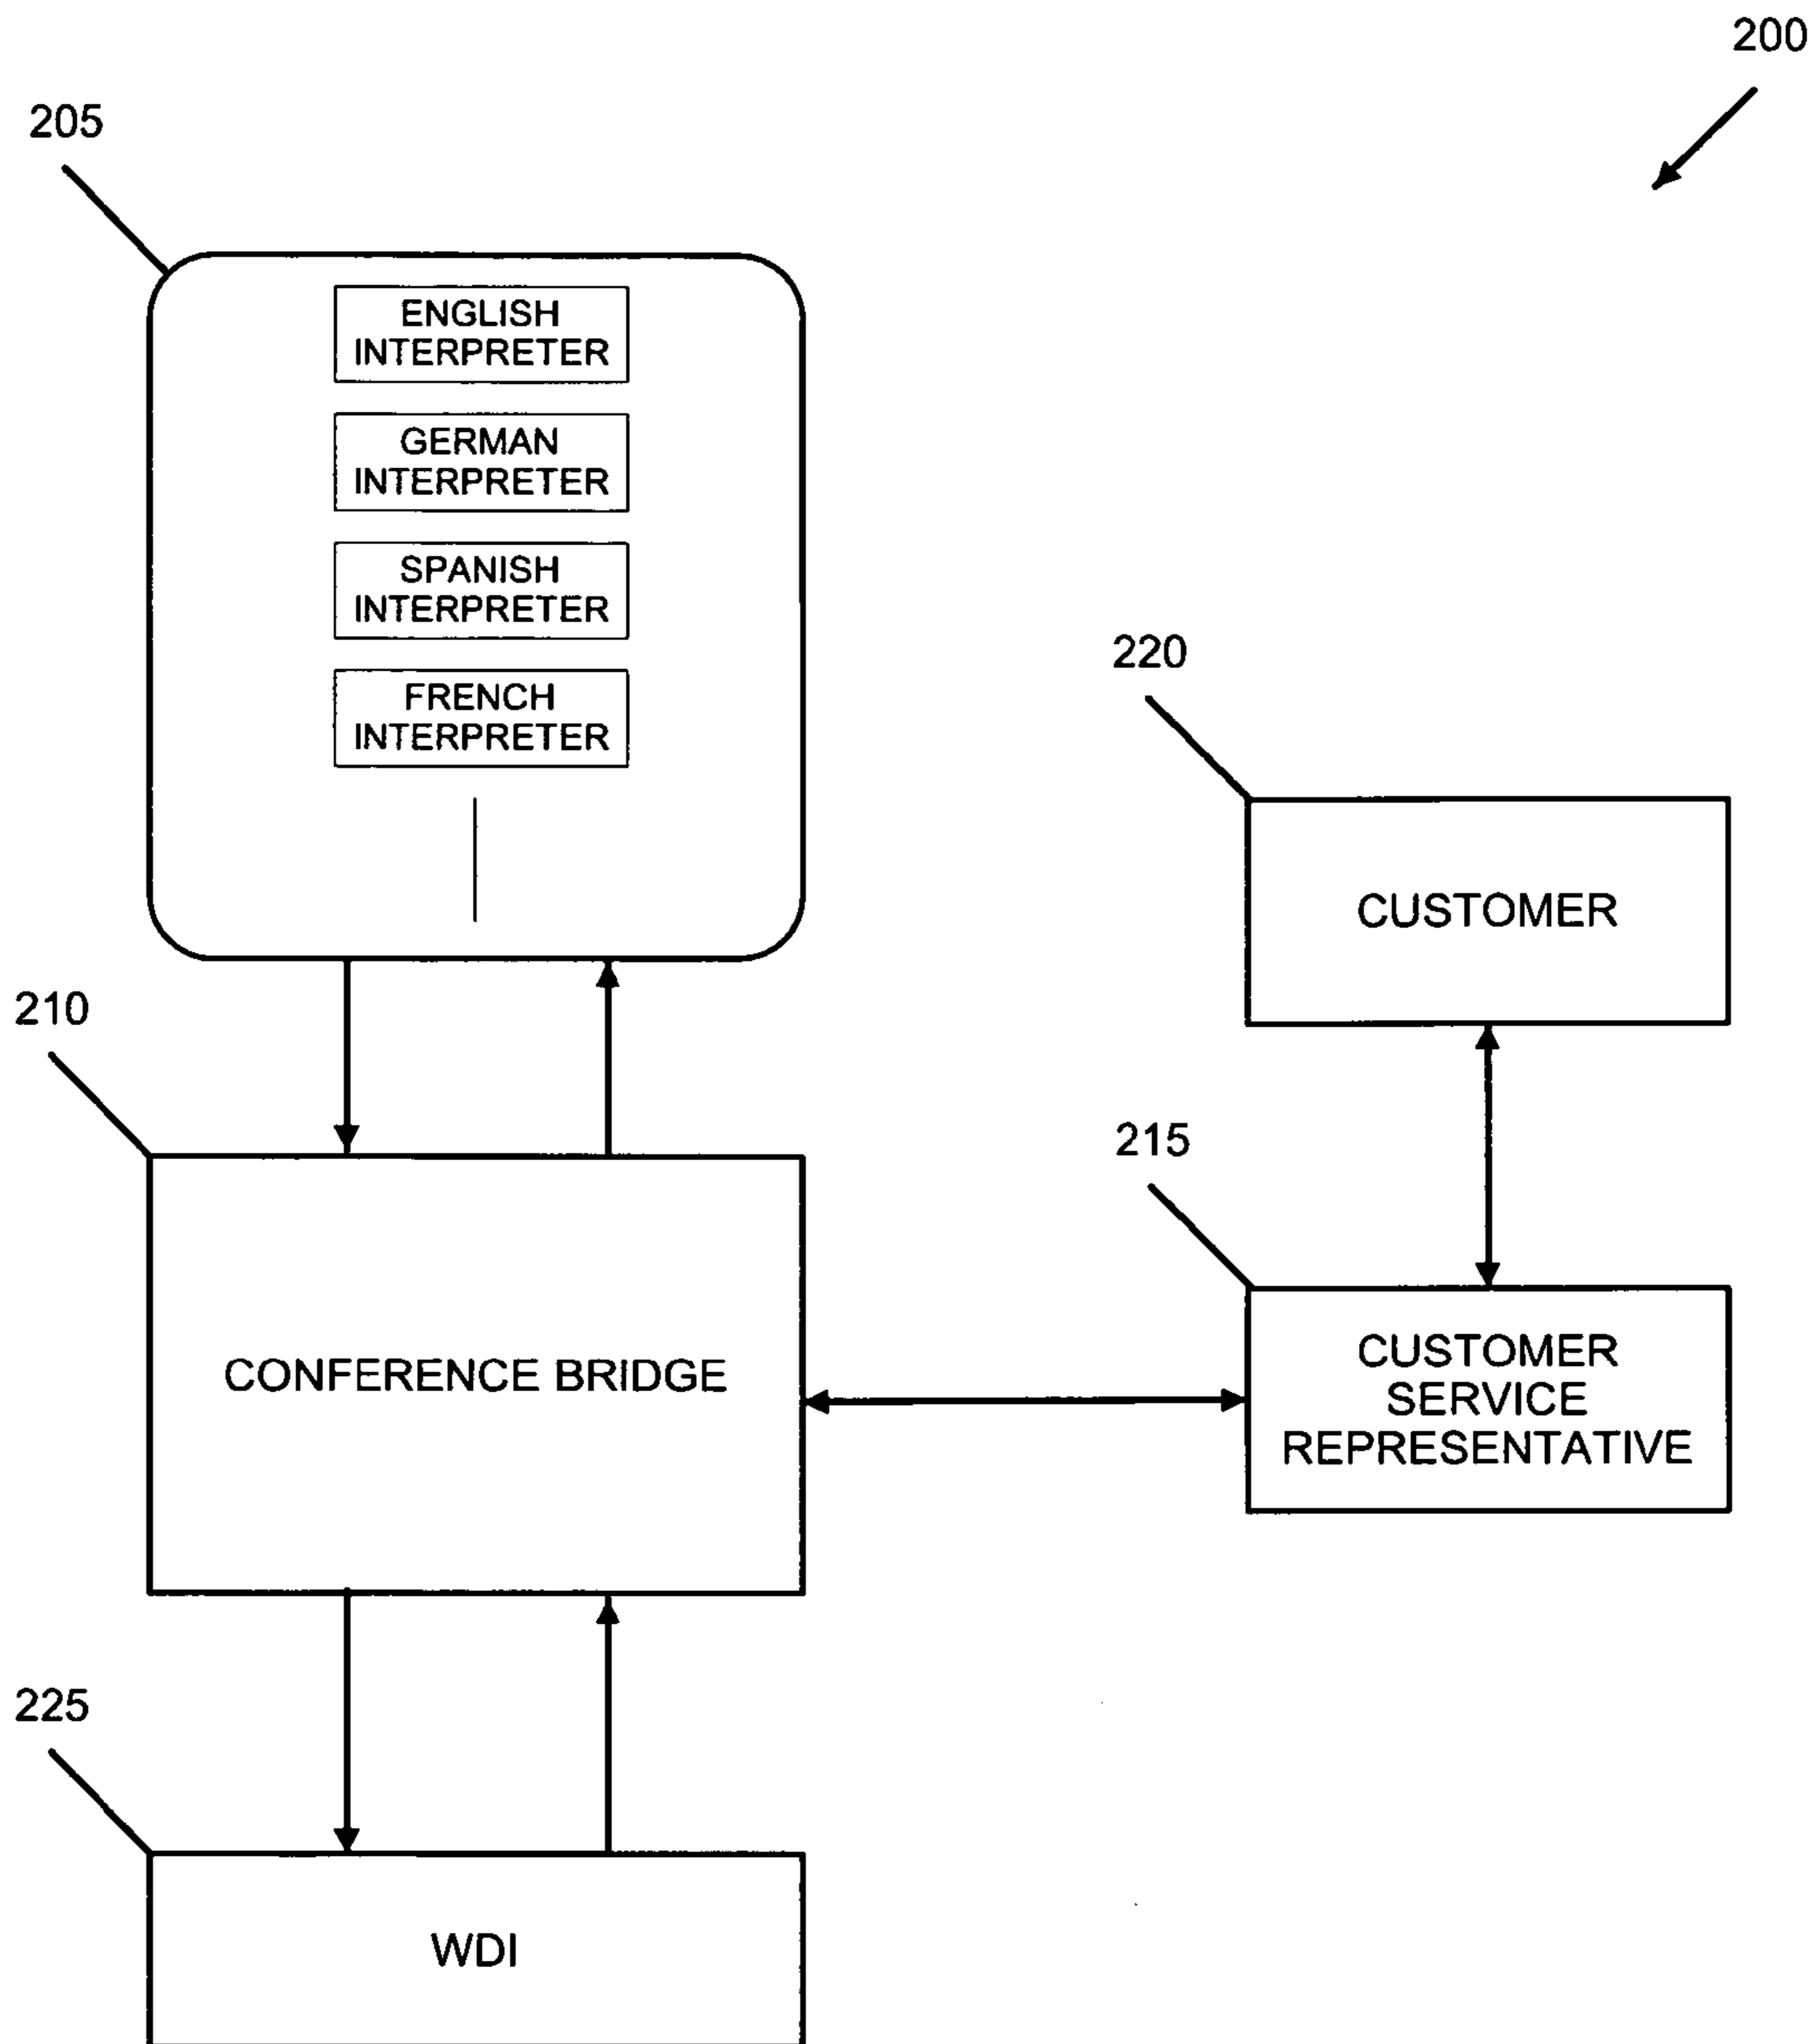 200
205
ENGLISH
INTERPRETER
GERMAN
INTERPRETER
SPANISH
INTERPRETER
FRENCH
INTERPRETER
220
CUSTOMER
210
215
CONFERENCE BRIDGE
CUSTOMER
SERVICE
REPRESENTATIVE
225
WDI